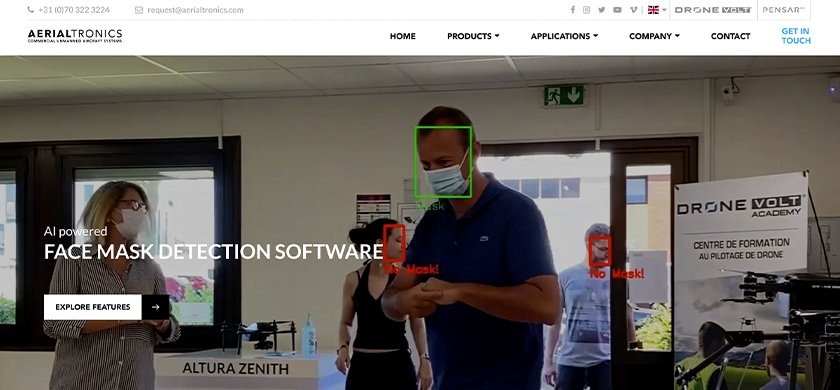 +31 (0)70 322 3224
request@aerialtronics.com
DRONE VOLT
PENSAR
AERIALTRONICS
COMMERCIAL UNMANNED AIRCRAFT SYSTEMS
HOME
PRODUCTS
APPLICATIONS
COMPANY
CONTACT
GET IN
TOUCH
Mask
No Mask!
No Mask!
AI powered
FACE MASK DETECTION SOFTWARE
EXPLORE FEATURES
ALTURA ZENITH
DRONE VOLT
ACADEMY
CENTRE DE FORMATION
AU PILOTAGE DE DRONE